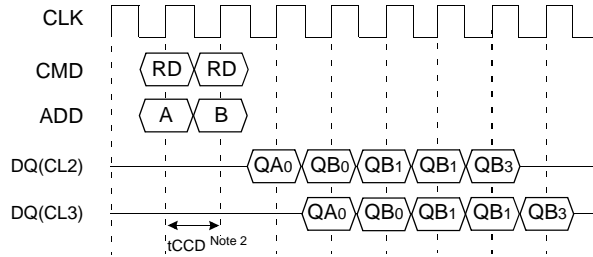 CLK
CMD RD RD
ADD A B
DQ(CL2) QA0 QB0 QB1 QB1 QB3
DQ(CL3) QA0 QB0 QB1 QB1 QB3
tCCD Note 2